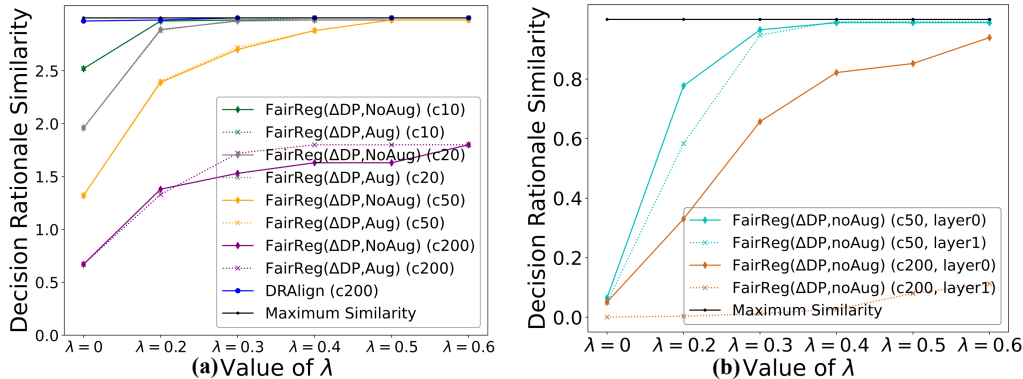 Decision Rationale Similarity
2.5
2.0
1.5
1.0
0.5
0.0
FairReg(ΔDP,NoAug) (c10)
FairReg(ΔDP,Aug) (c10)
FairReg(ΔDP,NoAug) (c20)
FairReg(ΔDP,Aug) (c20)
FairReg(ΔDP,NoAug) (c50)
FairReg(ΔDP,Aug) (c50)
FairReg(ΔDP,NoAug) (c200)
FairReg(ΔDP,Aug) (c200)
DRAlign (c200)
Maximum Similarity
λ = 0 λ = 0.2 λ = 0.3 λ = 0.4 λ = 0.5 λ = 0.6
(a) Value of λ
Decision Rationale Similarity
0.8
0.6
0.4
0.2
0.0
FairReg(ΔDP,noAug) (c50, layer0)
FairReg(ΔDP,noAug) (c50, layer1)
FairReg(ΔDP,noAug) (c200, layer0)
FairReg(ΔDP,noAug) (c200, layer1)
Maximum Similarity
λ = 0 λ = 0.2 λ = 0.3 λ = 0.4 λ = 0.5 λ = 0.6
(b) Value of λ